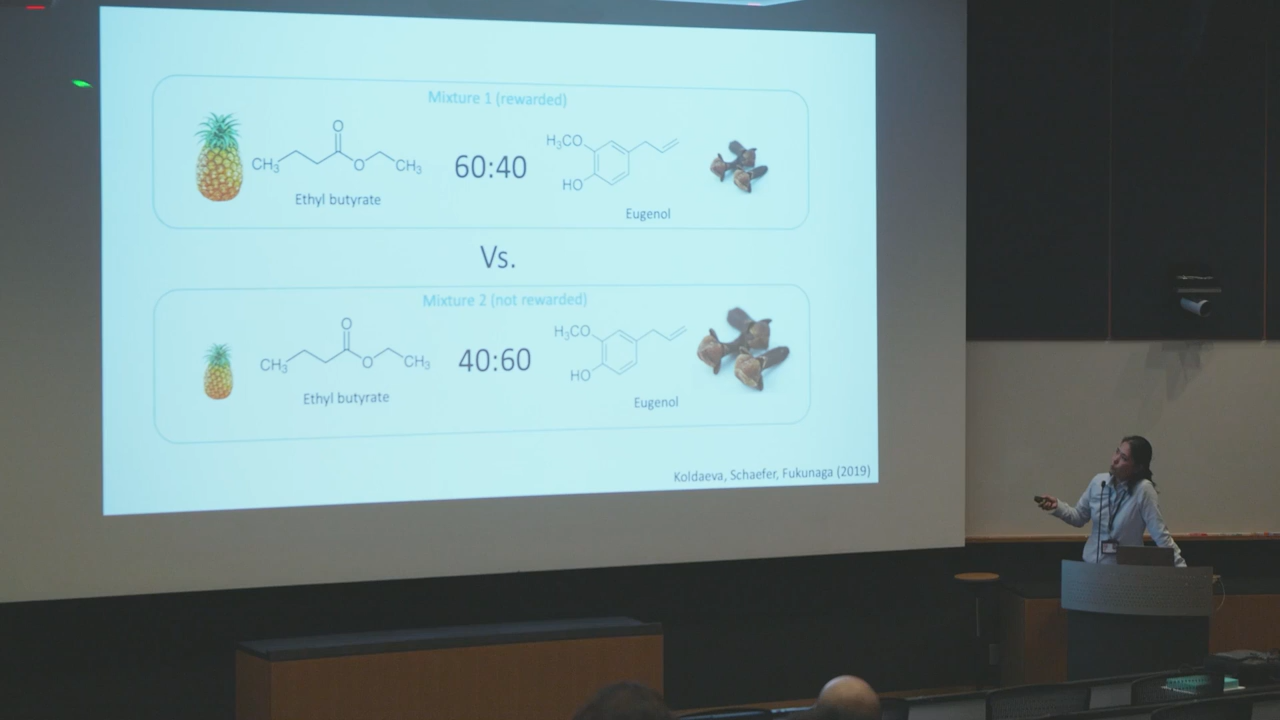 Mixture 1 (rewarded)
O
H₃CO
CH₃
O
CH₃
60:40
HO
Ethyl butyrate
Eugenol
Vs.
Mixture 2 (not rewarded)
O
H₃CO
CH₃
O
CH₃
40:60
HO
Ethyl butyrate
Eugenol
Koldaeva, Schaefer, Fukunaga (2019)